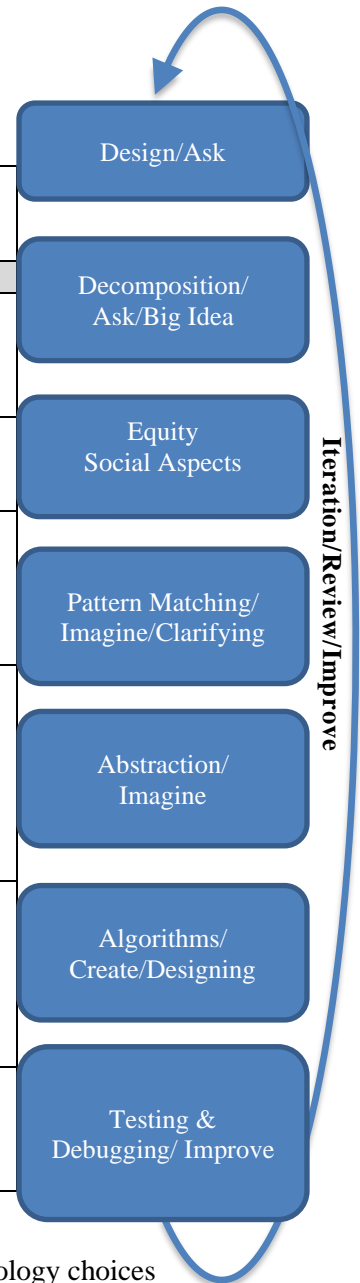 Design/Ask
Decomposition/
Ask/Big Idea
Equity
Social Aspects
Pattern Matching/
Imagine/Clarifying
Abstraction/
Imagine
Algorithms/
Create/Designing
Testing &
Debugging/ Improve
Iteration/Review/Improve
ology choices